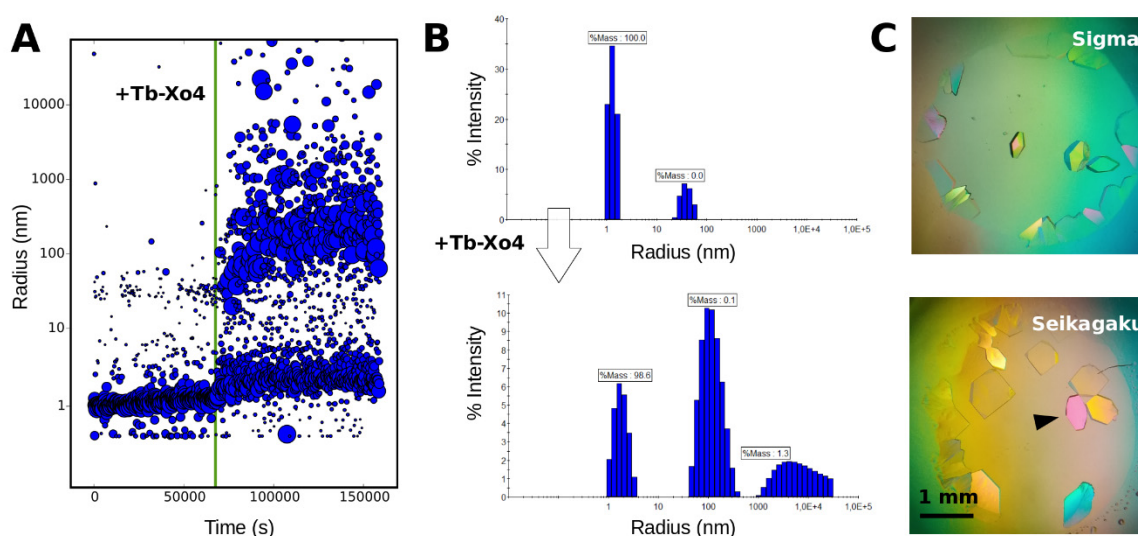 A
+Tb-Xo4
Radius (nm)
10000
1000
100
10
1
0
50000
100000
150000
Time (s)
B
40
30
20
10
0
% Intensity
%Mass : 100.0
%Mass : 0.0
1
10
100
1000
1,0E+4
1,0E+5
Radius (nm)
+Tb-Xo4
11
10
9
8
7
6
5
4
3
2
1
0
% Intensity
%Mass : 98.6
%Mass : 0.1
%Mass : 1.3
1
10
100
1000
1,0E+4
1,0E+5
Radius (nm)
C
Sigma
Seikagaku
1 mm